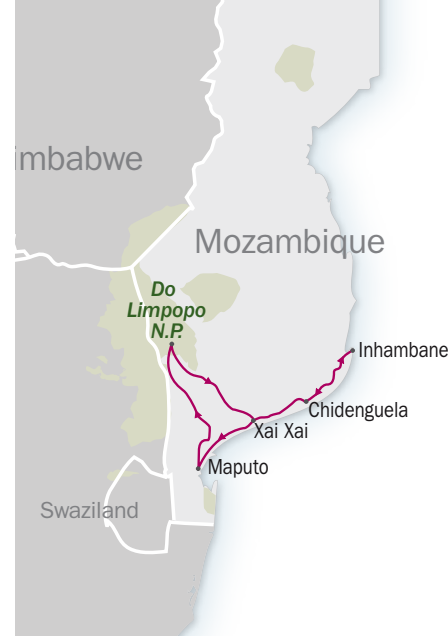 imbabwe
Mozambique
Do
Limpopo
N.P.
Inhambane
Chidenguela
Xai Xai
Maputo
Swaziland